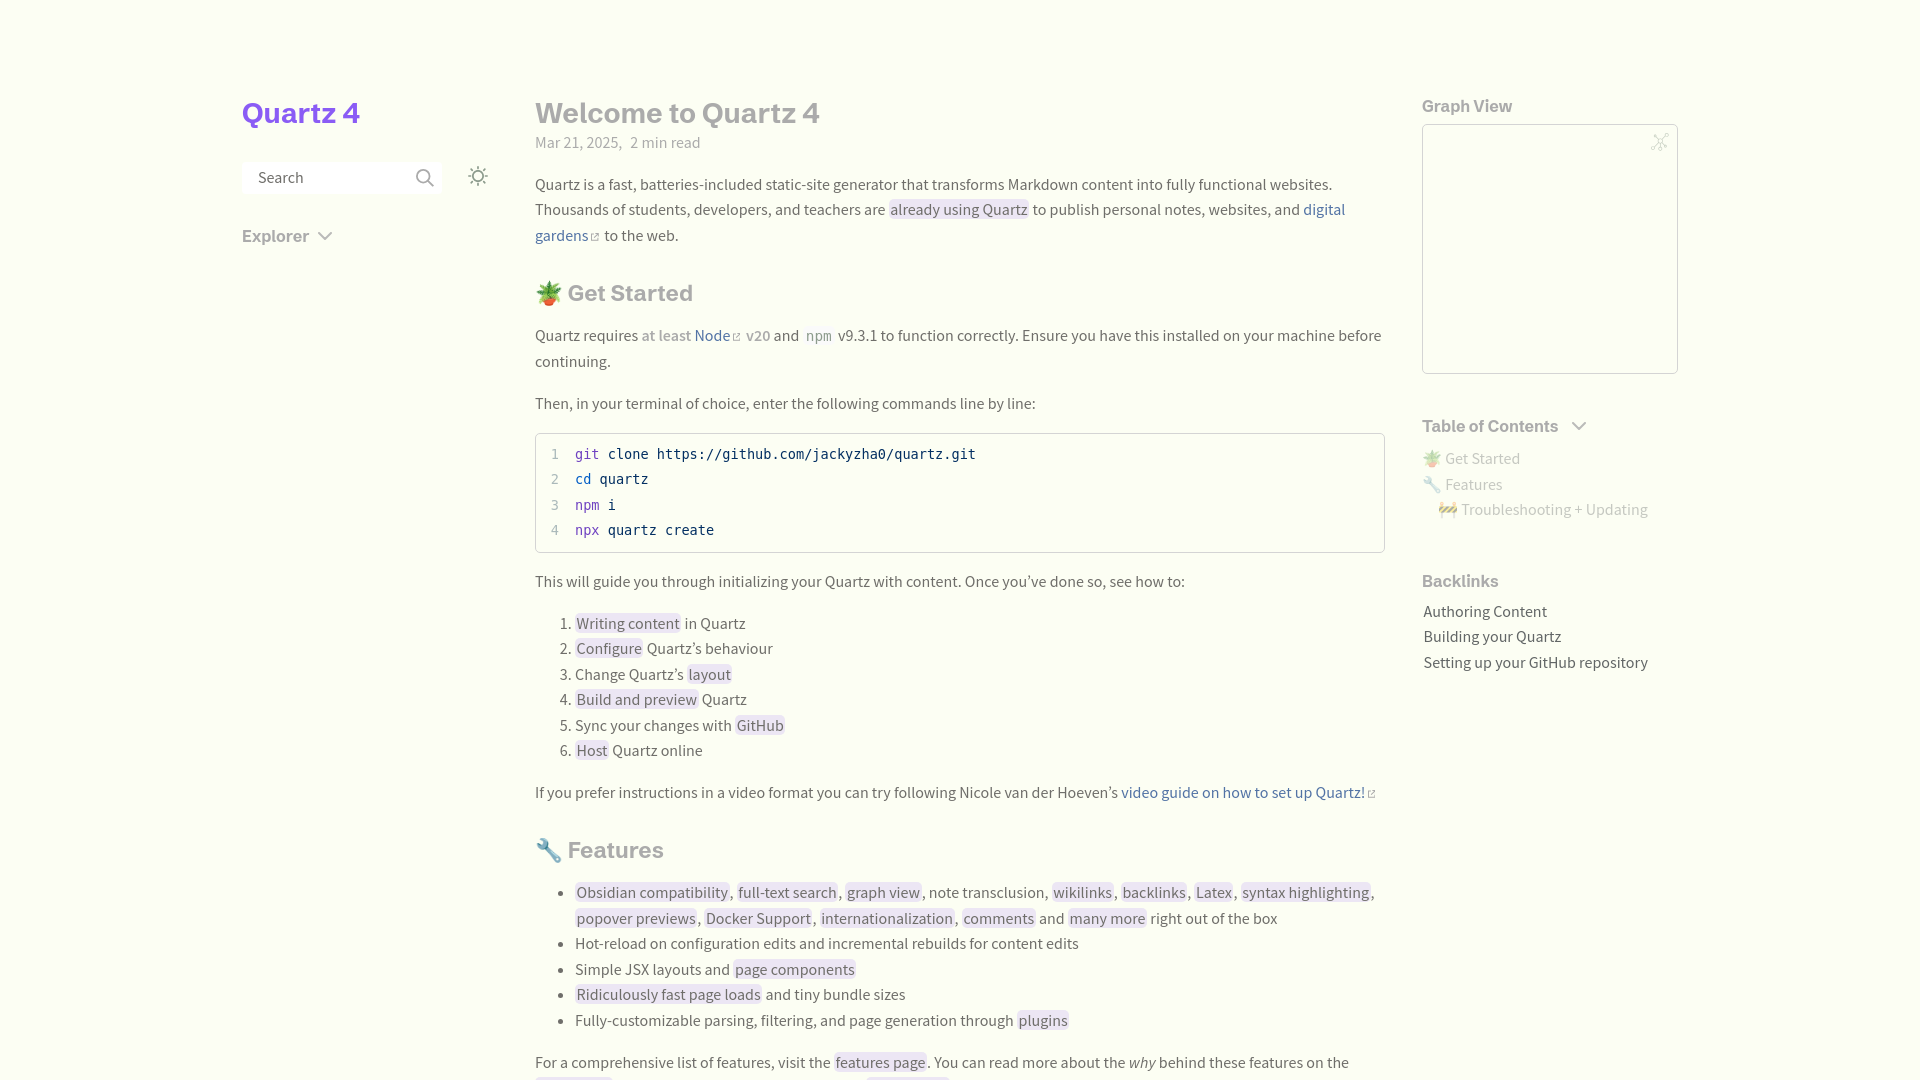 Quartz 4
Search
Explorer
Welcome to Quartz 4
Mar 21, 2025, 2 min read
Quartz is a fast, batteries-included static-site generator that transforms Markdown content into fully functional websites.
Thousands of students, developers, and teachers are already using Quartz to publish personal notes, websites, and digital
gardens to the web.
🪴 Get Started
Quartz requires at least Node v20 and npm v9.3.1 to function correctly. Ensure you have this installed on your machine before
continuing.
Then, in your terminal of choice, enter the following commands line by line:
1 git clone https://github.com/jackyzha0/quartz.git
2 cd quartz
3 npm i
4 npx quartz create
This will guide you through initializing your Quartz with content. Once you’ve done so, see how to:
1. Writing content in Quartz
2. Configure Quartz’s behaviour
3. Change Quartz’s layout
4. Build and preview Quartz
5. Sync your changes with GitHub
6. Host Quartz online
If you prefer instructions in a video format you can try following Nicole van der Hoeven’s video guide on how to set up Quartz!
🔧 Features
• Obsidian compatibility, full-text search, graph view, note transclusion, wikilinks, backlinks, Latex, syntax highlighting,
popover previews, Docker Support, internationalization, comments and many more right out of the box
• Hot-reload on configuration edits and incremental rebuilds for content edits
• Simple JSX layouts and page components
• Ridiculously fast page loads and tiny bundle sizes
• Fully-customizable parsing, filtering, and page generation through plugins
For a comprehensive list of features, visit the features page. You can read more about the why behind these features on the
Graph View
Table of Contents
🪴 Get Started
🔧 Features
🚧 Troubleshooting + Updating
Backlinks
Authoring Content
Building your Quartz
Setting up your GitHub repository